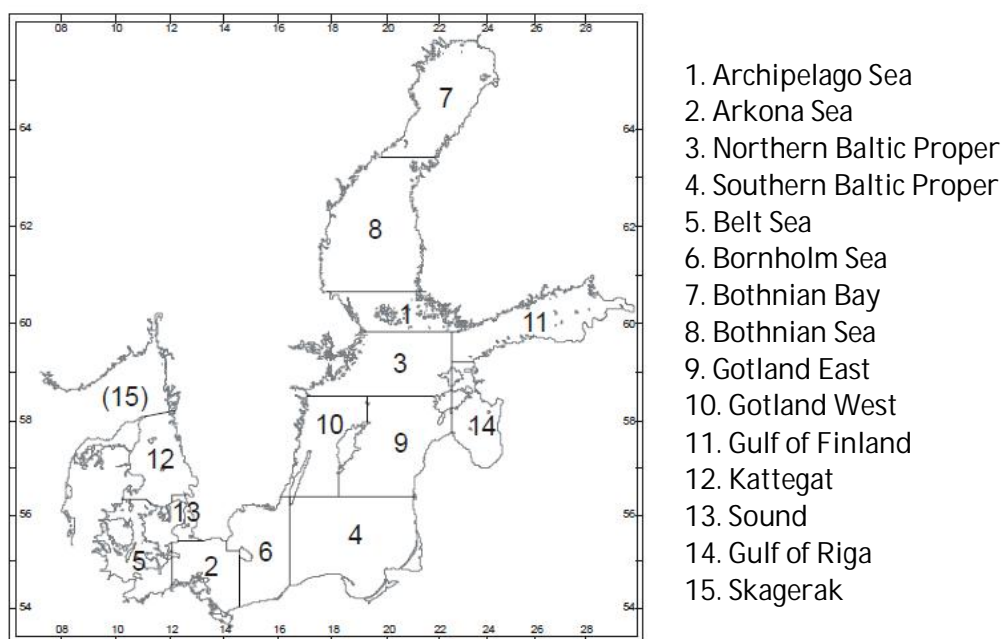 08 10 12 14 16 18 20 22 24 26 28
7
64 64
62 62
8
1
11
60 60
3
(15)
58 58
10
14
9
12
56 56
13
4
6
5
2
54 54
08 10 12 14 16 18 20 22 24 26 28
1. Archipelago Sea
2. Arkona Sea
3. Northern Baltic Proper
4. Southern Baltic Proper
5. Belt Sea
6. Bornholm Sea
7. Bothnian Bay
8. Bothnian Sea
9. Gotland East
10. Gotland West
11. Gulf of Finland
12. Kattegat
13. Sound
14. Gulf of Riga
15. Skagerak